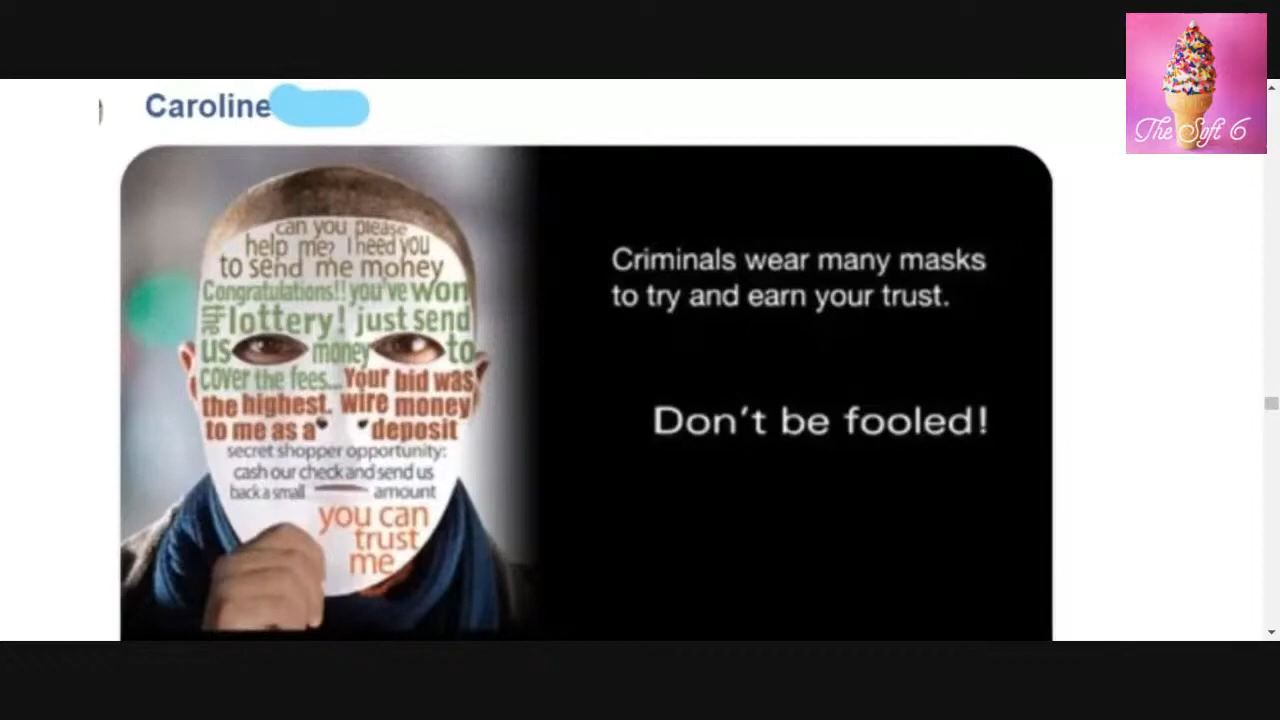 Caroline
The Soft 6
can you please
help me? I need you
to send me money
Congratulations!! you've won
the lottery! just send
us money to
cover the fees... Your bid was
the highest. wire money
to me as a deposit
secret shopper opportunity:
cash our check and send us
back a small amount
you can
trust
me
Criminals wear many masks
to try and earn your trust.
Don't be fooled!